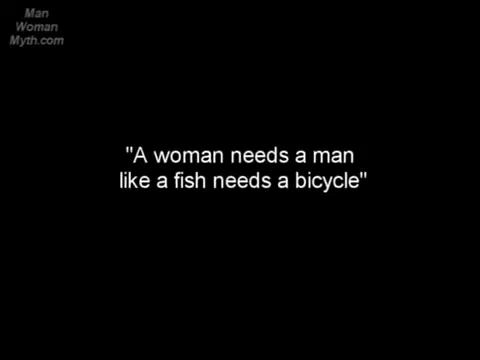 Man
Woman
Myth.com
"A woman needs a man
like a fish needs a bicycle"